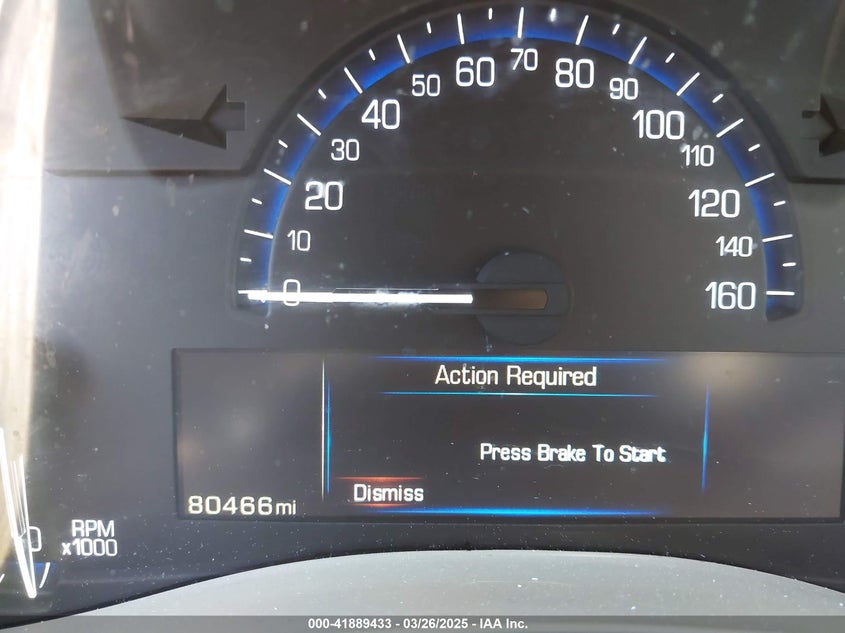 0
10
20
30
40
50
60
70
80
90
100
110
120
140
160
Action Required
Press Brake To Start
Dismiss
80466mi
0
RPM
x1000
000-41889433 - 03/26/2025 - IAA Inc.